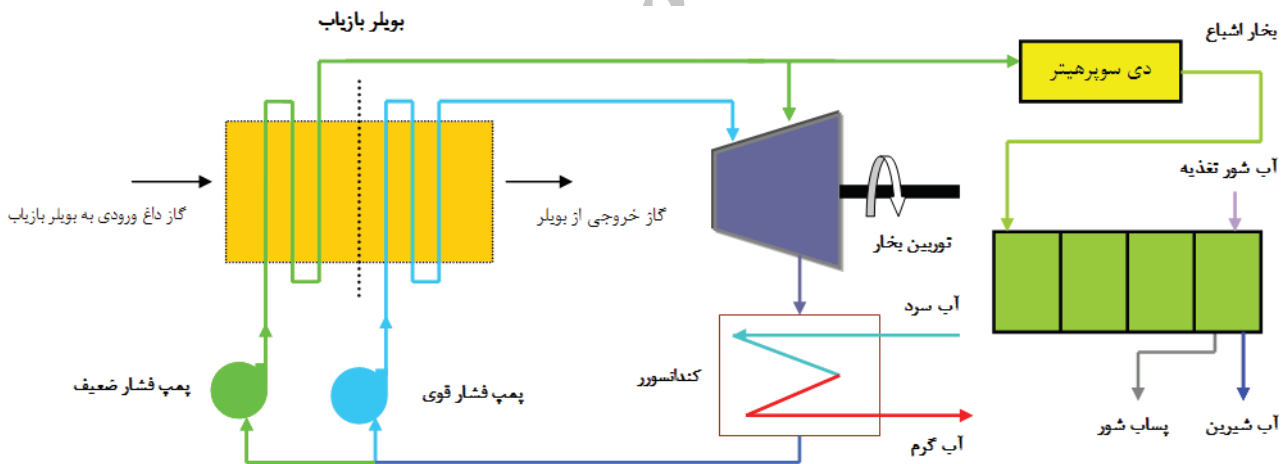 بویلر بازیاب
بخار اشباع
دی سوپرهیتر
آب شور تغذیه
گاز داغ ورودی به بویلر بازیاب
گاز خروجی از بویلر
توربین بخار
آب سرد
کندانسورر
پمپ فشار ضعیف
پمپ فشار قوی
آب گرم
پساب شور
آب شیرین